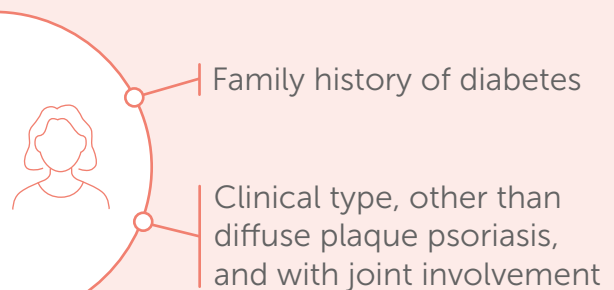 Family history of diabetes
Clinical type, other than
diffuse plaque psoriasis,
and with joint involvement